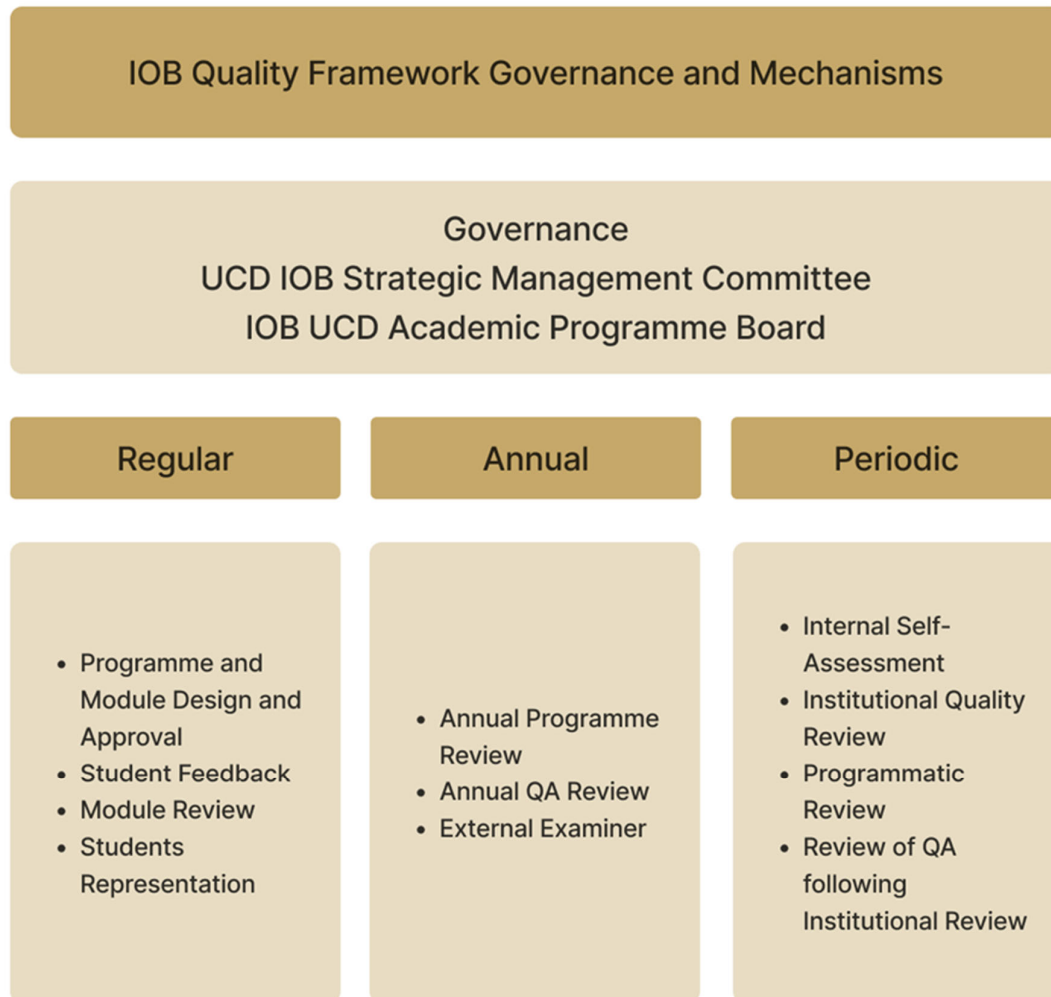 IOB Quality Framework Governance and Mechanisms
Governance
UCD IOB Strategic Management Committee
IOB UCD Academic Programme Board
Regular
Annual
Periodic
• Programme and
Module Design and
Approval
• Student Feedback
• Module Review
• Students
Representation
• Annual Programme
Review
• Annual QA Review
• External Examiner
• Internal Self-
Assessment
• Institutional Quality
Review
• Programmatic
Review
• Review of QA
following
Institutional Review